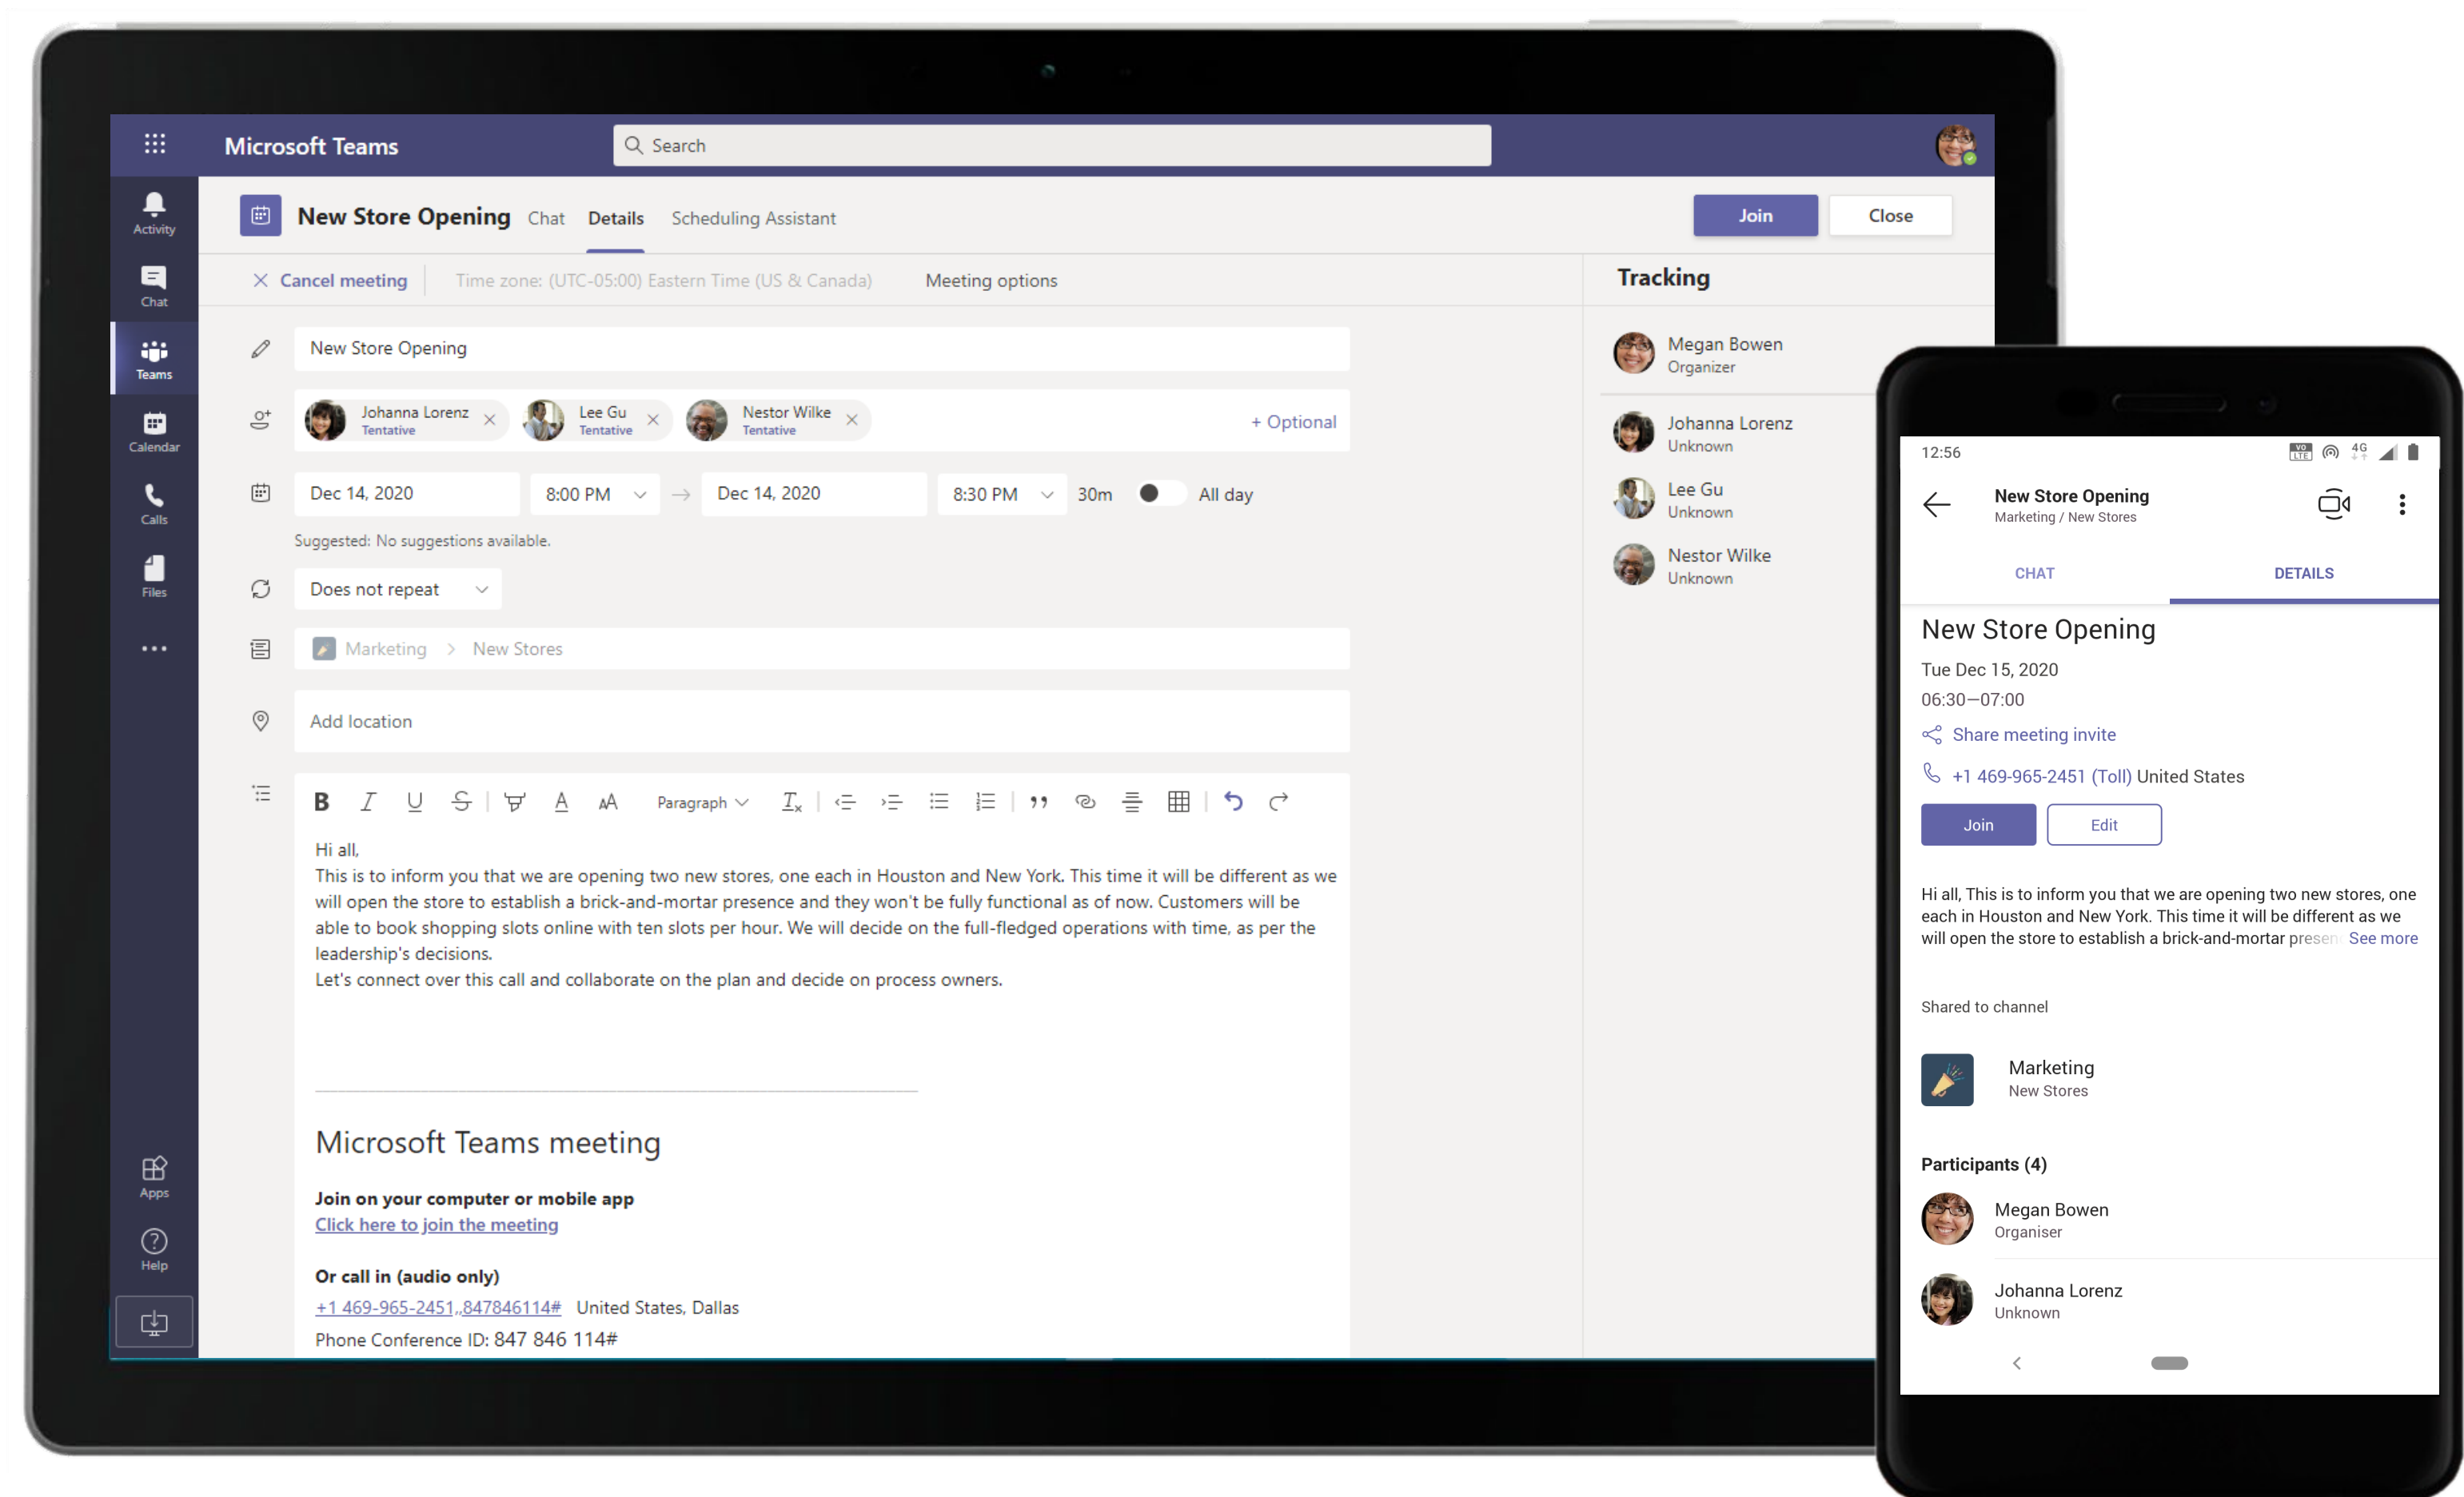 Microsoft Teams
Search
Activity
Chat
Teams
Calendar
Calls
Files
Apps
Help
New Store Opening Chat Details Scheduling Assistant
Join Close
Cancel meeting Time zone: (UTC-05:00) Eastern Time (US & Canada) Meeting options
New Store Opening
Johanna Lorenz Lee Gu Nestor Wilke
Tentative Tentative Tentative
+ Optional
Dec 14, 2020 8:00 PM → Dec 14, 2020 8:30 PM 30m All day
Suggested: No suggestions available.
Does not repeat
Marketing > New Stores
Add location
B I U S A AA Paragraph Tx
Hi all,
This is to inform you that we are opening two new stores, one each in Houston and New York. This time it will be different as we
will open the store to establish a brick-and-mortar presence and they won't be fully functional as of now. Customers will be
able to book shopping slots online with ten slots per hour. We will decide on the full-fledged operations with time, as per the
leadership's decisions.
Let's connect over this call and collaborate on the plan and decide on process owners.
Microsoft Teams meeting
Join on your computer or mobile app
Click here to join the meeting
Or call in (audio only)
+1 469-965-2451,,847846114# United States, Dallas
Phone Conference ID: 847 846 114#
Tracking
Megan Bowen
Organizer
Johanna Lorenz
Unknown
Lee Gu
Unknown
Nestor Wilke
Unknown
12:56 VO LTE 4G
New Store Opening
Marketing / New Stores
CHAT DETAILS
New Store Opening
Tue Dec 15, 2020
06:30—07:00
Share meeting invite
+1 469-965-2451 (Toll) United States
Join Edit
Hi all, This is to inform you that we are opening two new stores, one
each in Houston and New York. This time it will be different as we
will open the store to establish a brick-and-mortar presen See more
Shared to channel
Marketing
New Stores
Participants (4)
Megan Bowen
Organiser
Johanna Lorenz
Unknown